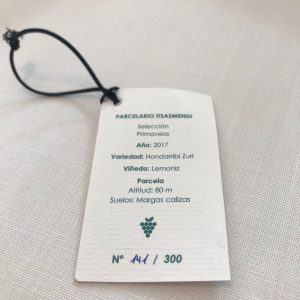 PARCELARIO ITSASMENDI
Selección
Primavera
Año: 2017
Variedad: Hondarribi Zuri
Viñedo: Lemoniz
Parcela
Altitud: 80 m
Suelos: Margas calizas
Nº 141 / 300